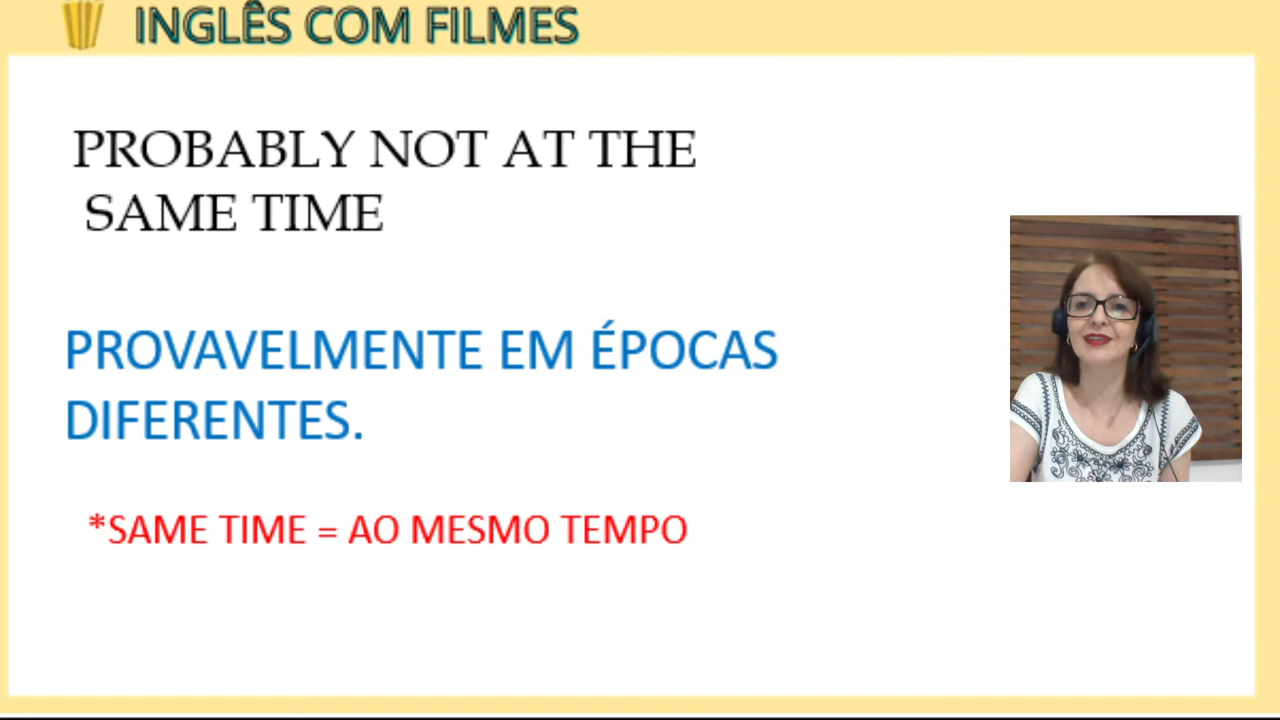 INGLÊS COM FILMES
PROBABLY NOT AT THE
SAME TIME
PROVAVELMENTE EM ÉPOCAS
DIFERENTES.
*SAME TIME = AO MESMO TEMPO